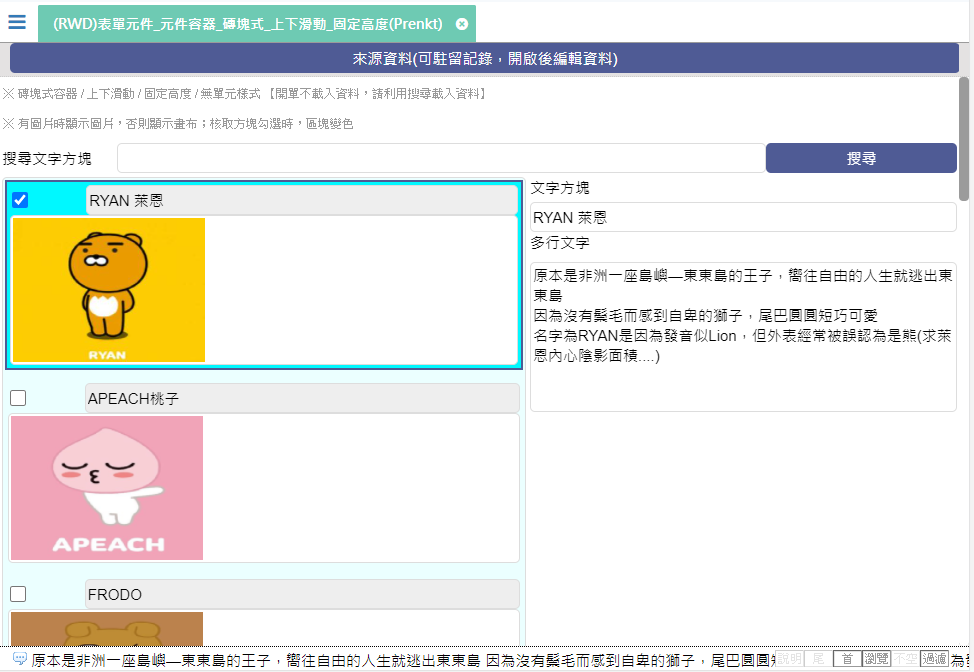 (RWD)表單元件_元件容器_磚塊式_上下滑動_固定高度(Prenkt)
來源資料(可駐留記錄，開啟後編輯資料)
※ 磚塊式容器 / 上下滑動 / 固定高度 / 無單元樣式 【開單不載入資料，請利用搜尋載入資料】
※ 有圖片時顯示圖片，否則顯示畫布；核取方塊勾選時，區塊變色
搜尋文字方塊
搜尋
RYAN 萊恩
RYAN
APEACH桃子
APEACH
FRODO
文字方塊
RYAN 萊恩
多行文字
原本是非洲一座島嶼—東東島的王子，嚮往自由的人生就逃出東
東島
因為沒有鬃毛而感到自卑的獅子，尾巴圓圓短巧可愛
名字為RYAN是因為發音似Lion，但外表經常被誤認為是熊(求萊
恩內心陰影面積....)
原本是非洲一座島嶼—東東島的王子，嚮往自由的人生就逃出東東島 因為沒有鬃毛而感到自卑的獅子，尾巴圓圓短
說明 尾 首 瀏覽 不空 過濾 為